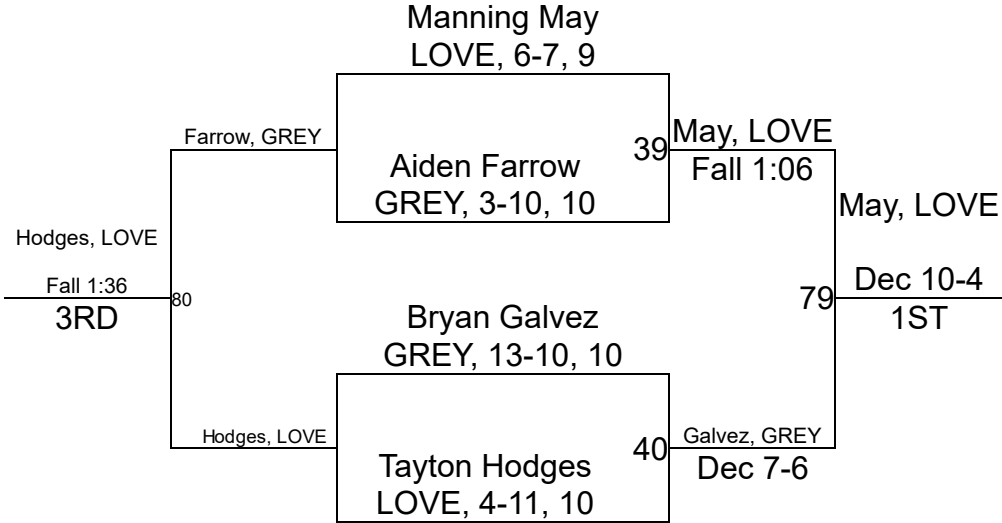 Manning May
LOVE, 6-7, 9
Farrow, GREY
39
May, LOVE
Aiden Farrow
Fall 1:06
GREY, 3-10, 10
May, LOVE
Hodges, LOVE
Fall 1:36
80
79
Dec 10-4
3RD
Bryan Galvez
1ST
GREY, 13-10, 10
Hodges, LOVE
40
Galvez, GREY
Tayton Hodges
Dec 7-6
LOVE, 4-11, 10